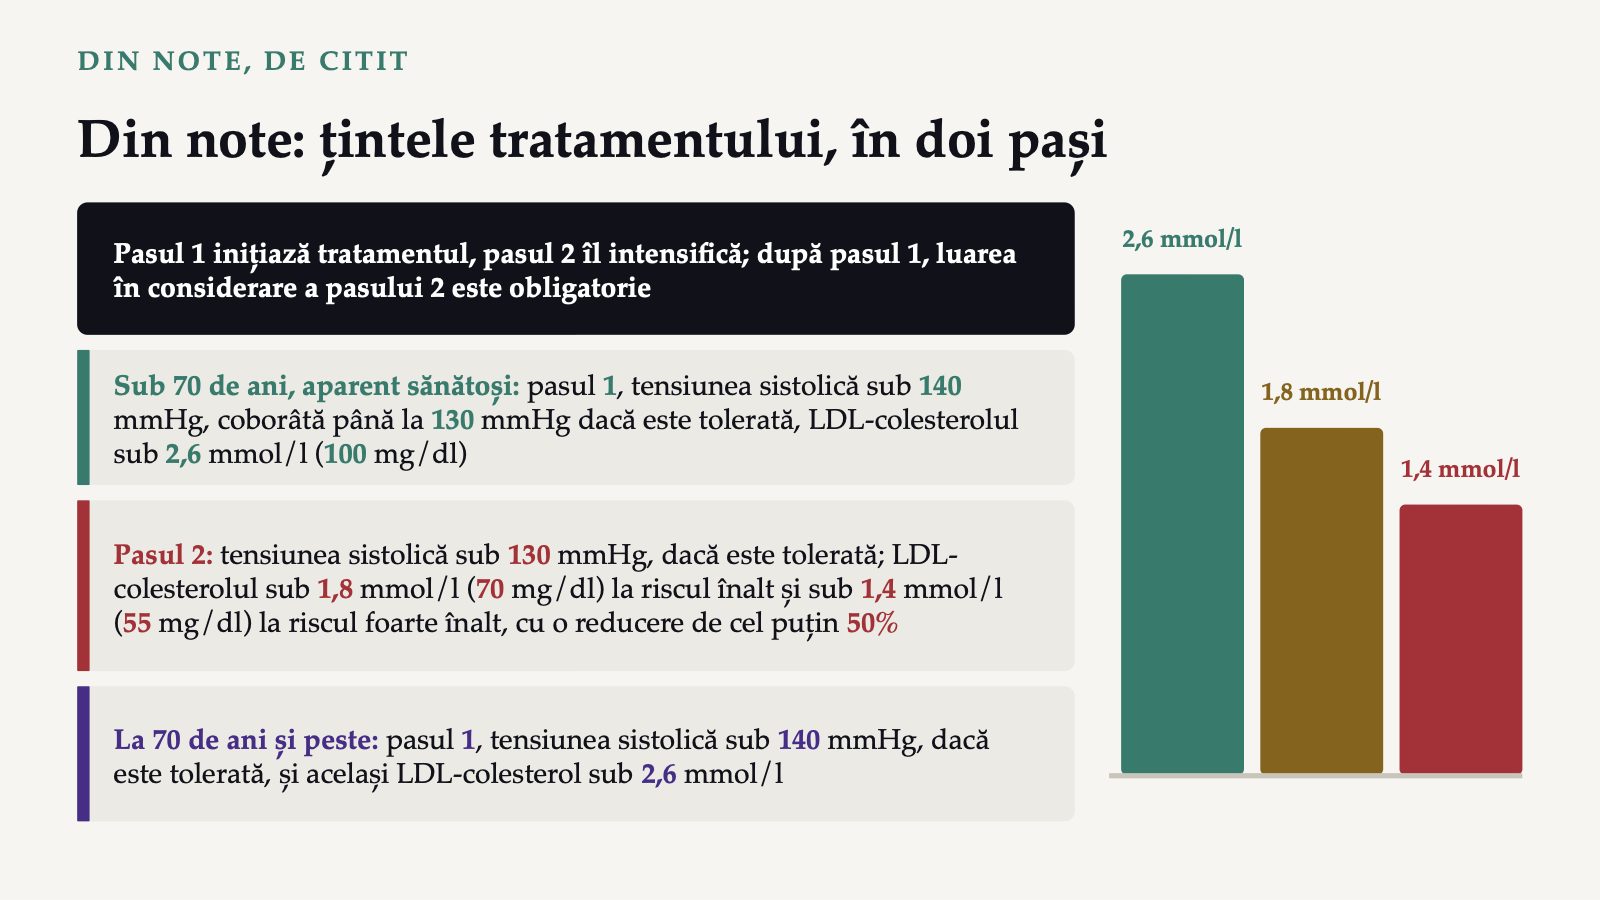 DIN NOTE, DE CITIT
Din note: țintele tratamentului, în doi pași
Pasul 1 inițiază tratamentul, pasul 2 îl intensifică; după pasul 1, luarea
în considerare a pasului 2 este obligatorie
Sub 70 de ani, aparent sănătoși: pasul 1, tensiunea sistolică sub 140
mmHg, coborâtă până la 130 mmHg dacă este tolerată, LDL-colesterolul
sub 2,6 mmol/l (100 mg/dl)
Pasul 2: tensiunea sistolică sub 130 mmHg, dacă este tolerată; LDL-
colesterolul sub 1,8 mmol/l (70 mg/dl) la riscul înalt și sub 1,4 mmol/l
(55 mg/dl) la riscul foarte înalt, cu o reducere de cel puțin 50%
La 70 de ani și peste: pasul 1, tensiunea sistolică sub 140 mmHg, dacă
este tolerată, și același LDL-colesterol sub 2,6 mmol/l
2,6 mmol/l
1,8 mmol/l
1,4 mmol/l